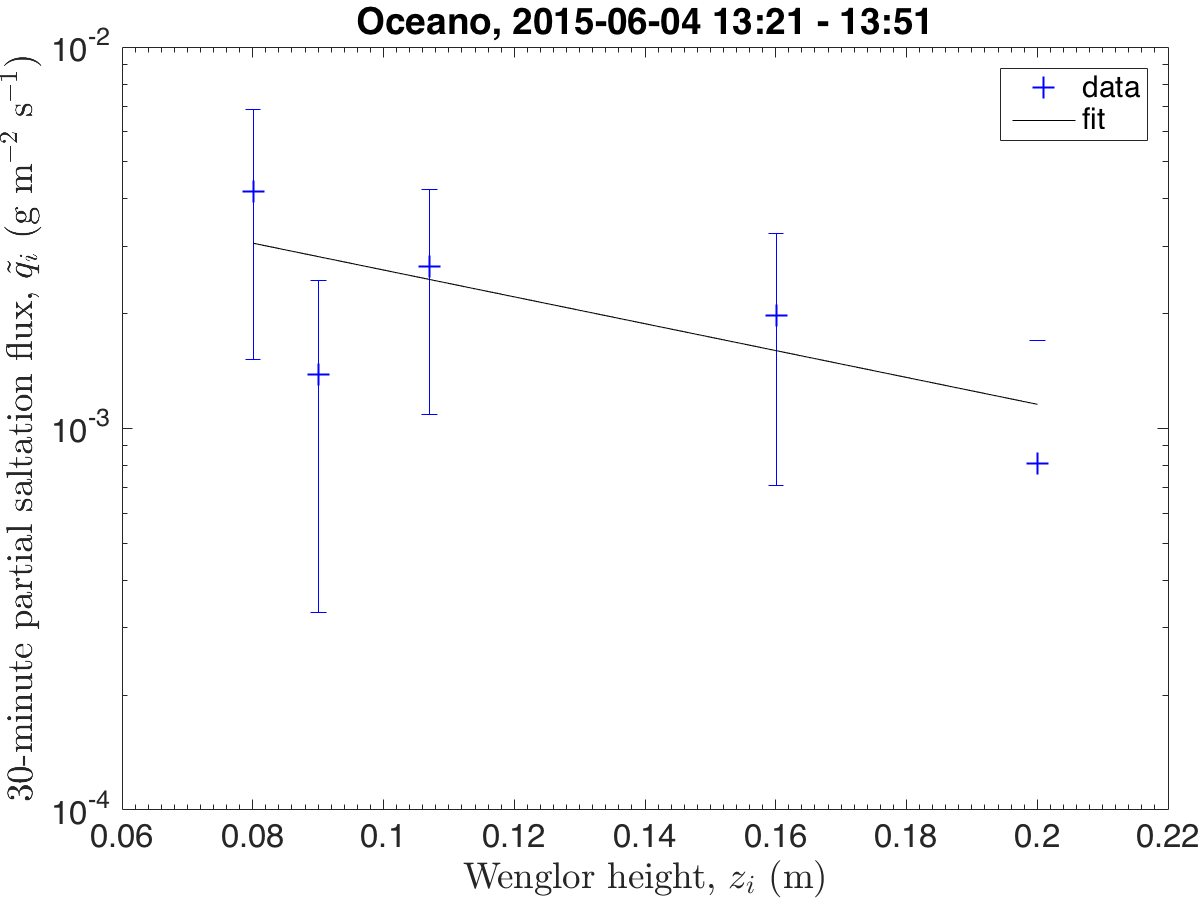 Oceano, 2015-06-04 13:21 - 13:51
10^-2
data
fit
30-minute partial saltation flux, q̃_i (g m^−2 s^−1)
10^-3
10^-4
0.06 0.08 0.1 0.12 0.14 0.16 0.18 0.2 0.22
Wenglor height, z_i (m)